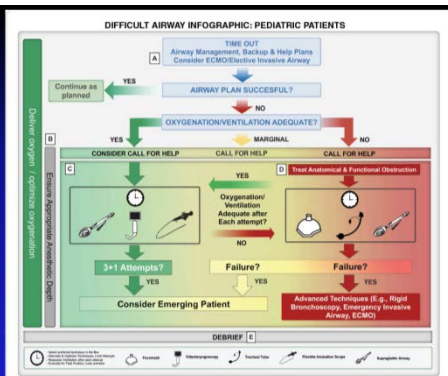 DIFFICULT AIRWAY INFOGRAPHIC: PEDIATRIC PATIENTS
A
TIME OUT
Airway Management, Backup & Help Plans
Consider ECMO/Elective Invasive Airway
Continue as
planned
YES
AIRWAY PLAN SUCCESFUL?
NO
OXYGENATION/VENTILATION ADEQUATE?
YES
MARGINAL
NO
Deliver oxygen / optimize oxygenation
B
Ensure Appropriate Anesthetic Depth
CONSIDER CALL FOR HELP
CALL FOR HELP
CALL FOR HELP
C
YES
Oxygenation/
Ventilation
Adequate after
Each attempt?
NO
D
Treat Anatomical & Functional Obstruction
3+1 Attempts?
Failure?
Failure?
YES
YES
YES
Consider Emerging Patient
Advanced Techniques (E.g., Rigid
Bronchoscopy, Emergency Invasive
Airway, ECMO)
DEBRIEF
E
Facemask
Videolaryngoscopy
Tracheal Tube
Flexible Intubation Scope
Supraglottic Airway